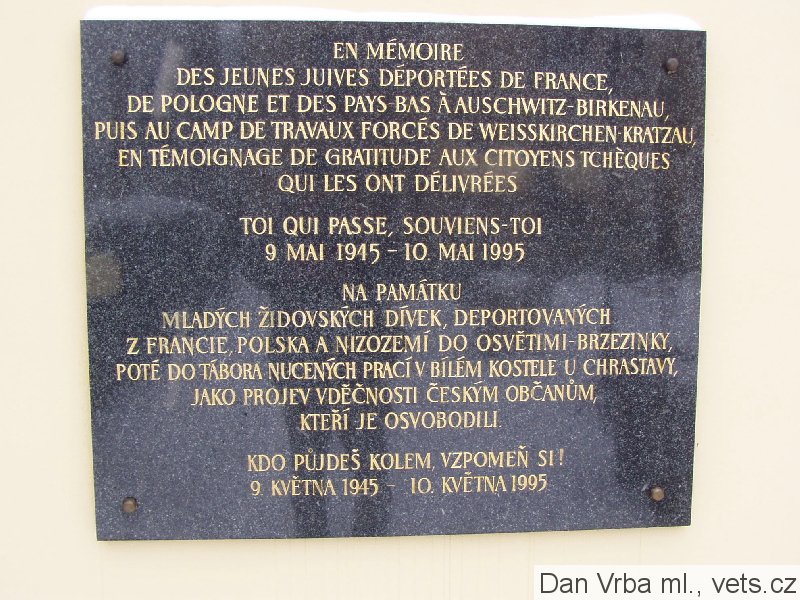 EN MÉMOIRE
DES JEUNES JUIVES DÉPORTÉES DE FRANCE,
DE POLOGNE ET DES PAYS-BAS À AUSCHWITZ-BIRKENAU,
PUIS AU CAMP DE TRAVAUX FORCÉS DE WEISSKIRCHEN-KRATZAU,
EN TÉMOIGNAGE DE GRATITUDE AUX CITOYENS TCHÈQUES
QUI LES ONT DÉLIVRÉES
TOI QUI PASSE, SOUVIENS-TOI
9. MAI 1945 - 10. MAI 1995
NA PAMÁTKU
MLADÝCH ŽIDOVSKÝCH DÍVEK, DEPORTOVANÝCH
Z FRANCIE, POLSKA A NIZOZEMÍ DO OSVĚTIMI-BRZEZINKY,
POTÉ DO TÁBORA NUCENÝCH PRACÍ V BÍLÉM KOSTELE U CHRASTAVY,
JAKO PROJEV VDĚČNOSTI ČESKÝM OBČANŮM,
KTEŘÍ JE OSVOBODILI.
KDO PŮJDEŠ KOLEM, VZPOMEŇ SI!
9. KVĚTNA 1945 - 10. KVĚTNA 1995
Dan Vrba ml., vets.cz